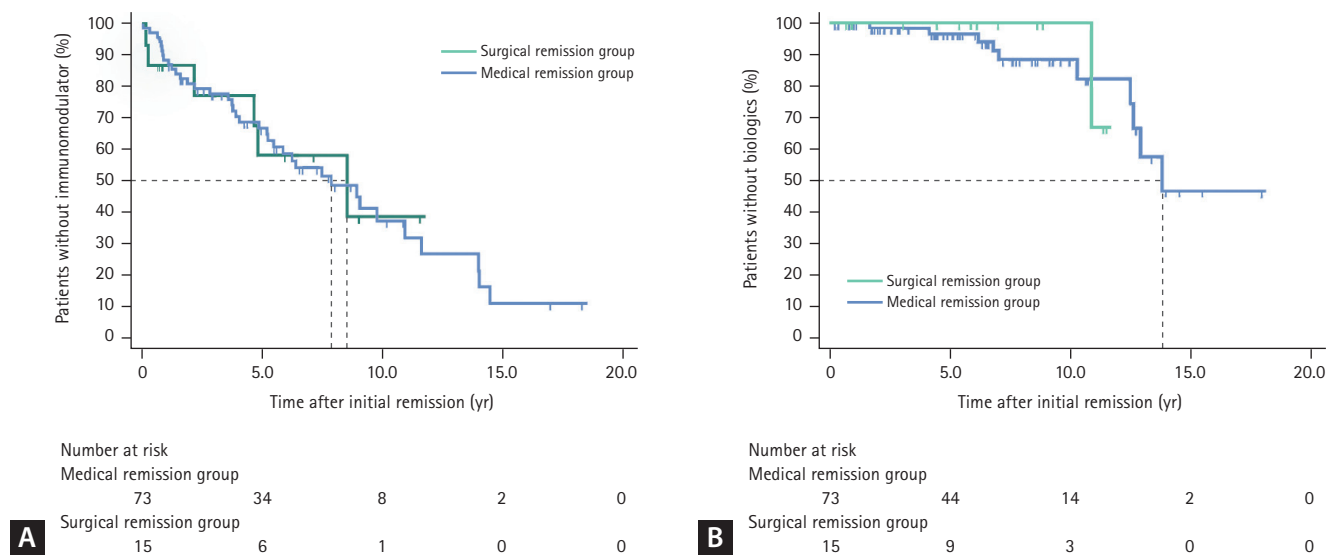 Patients without immunomodulator (%)
100
90
80
70
60
50
40
30
20
10
0
Surgical remission group
Medical remission group
0 5.0 10.0 15.0 20.0
Time after initial remission (yr)
Number at risk
Medical remission group
73 34 8 2 0
Surgical remission group
15 6 1 0 0
A
Patients without biologics (%)
100
90
80
70
60
50
40
30
20
10
0
Surgical remission group
Medical remission group
0 5.0 10.0 15.0 20.0
Time after initial remission (yr)
Number at risk
Medical remission group
73 44 14 2 0
Surgical remission group
15 9 3 0 0
B